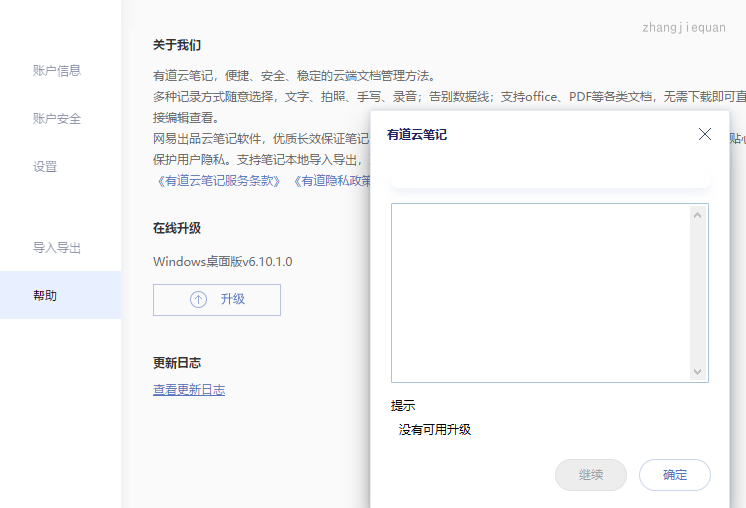 zhangjiequan
账户信息
账户安全
设置
导入导出
帮助
关于我们
有道云笔记，便捷、安全、稳定的云端文档管理方法。
多种记录方式随意选择，文字、拍照、手写、录音；告别数据线；支持office、PDF等各类文档，无需下载即可直
接编辑查看。
网易出品云笔记软件，优质长效保证笔记
贴心
保护用户隐私。支持笔记本地导入导出，
《有道云笔记服务条款》 《有道隐私政策
在线升级
Windows桌面版v6.10.1.0
升级
更新日志
查看更新日志
有道云笔记
提示
没有可用升级
继续
确定